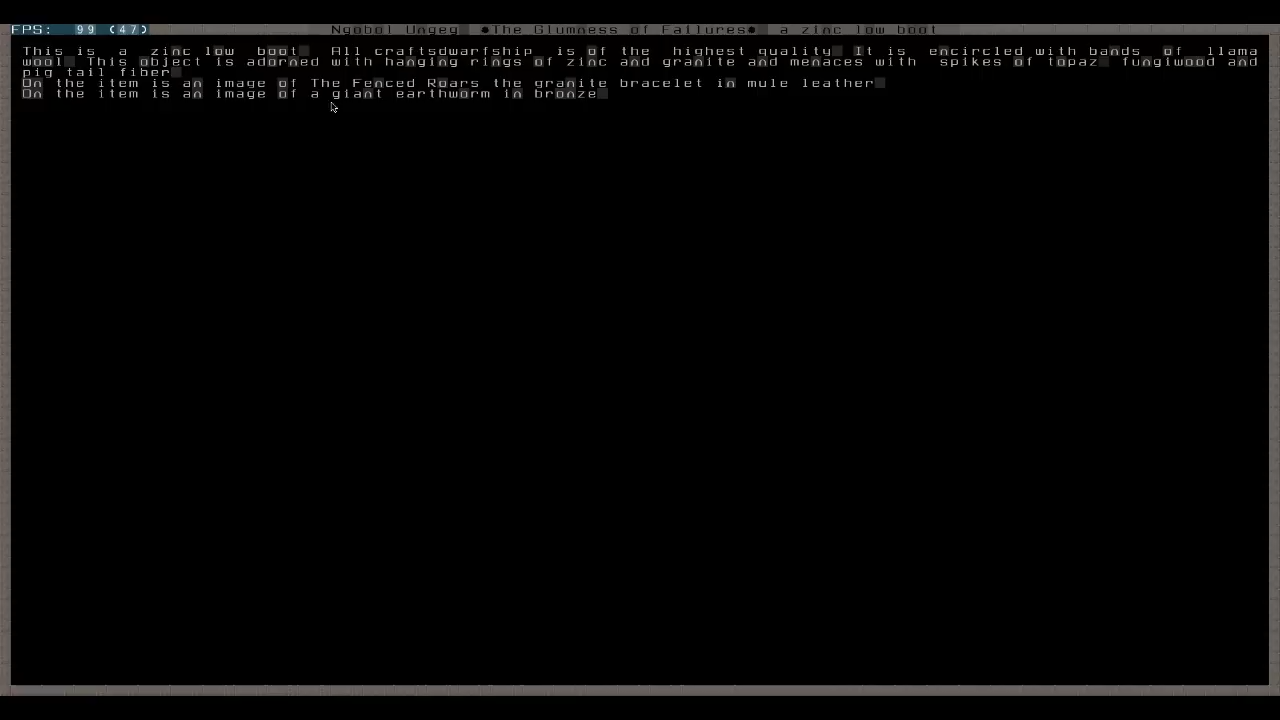 FPS: 99 (47) Ngobol Ungeg •The Glumness of Failures• a zinc low boot
This is a zinc low boot All craftsdwarfship is of the highest quality It is encircled with bands of llama
wool This object is adorned with hanging rings of zinc and granite and menaces with spikes of topaz fungiwood and
pig tail fiber
On the item is an image of The Fenced Roars the granite bracelet in mule leather
On the item is an image of a giant earthworm in bronze